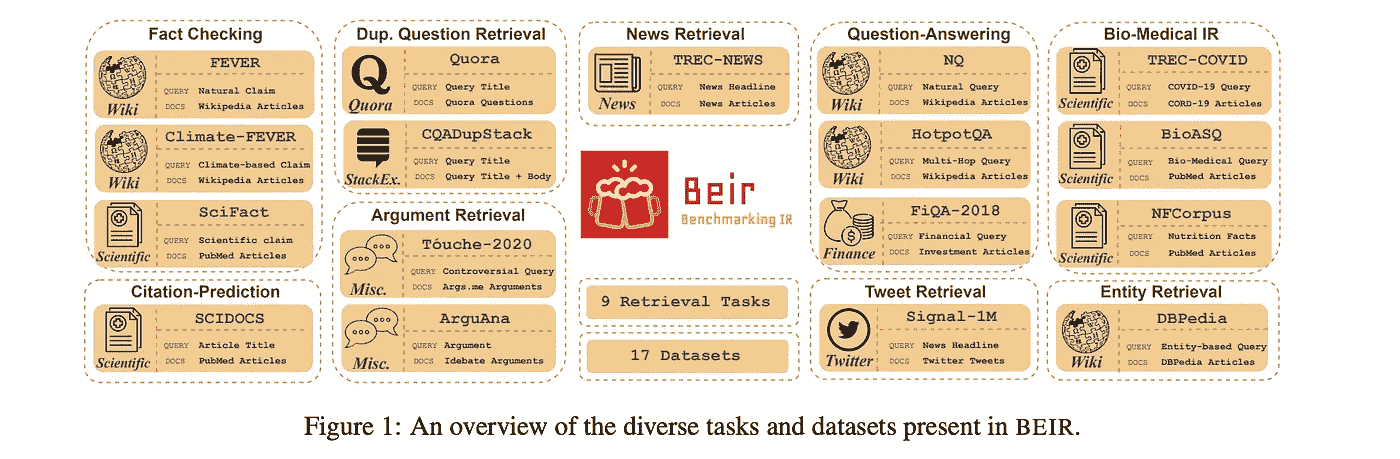 Fact Checking
FEVER
Wiki
QUERY Natural Claim
DOCS Wikipedia Articles
Climate-FEVER
Wiki
QUERY Climate-based Claim
DOCS Wikipedia Articles
SciFact
Scientific
QUERY Scientific claim
DOCS PubMed Articles
Citation-Prediction
SCIDOCS
Scientific
QUERY Article Title
DOCS PubMed Articles
Dup. Question Retrieval
Quora
Q
Quora
QUERY Query Title
DOCS Quora Questions
CQADupStack
StackEx.
QUERY Query Title
DOCS Query Title + Body
Argument Retrieval
Tóuche-2020
Misc.
QUERY Controversial Query
DOCS Args.me Arguments
ArguAna
Misc.
QUERY Argument
DOCS Idebate Arguments
News Retrieval
TREC-NEWS
News
QUERY News Headline
DOCS News Articles
Beir
Benchmarking IR
9 Retrieval Tasks
17 Datasets
Question-Answering
NQ
Wiki
QUERY Natural Query
DOCS Wikipedia Articles
HotpotQA
Wiki
QUERY Multi-Hop Query
DOCS Wikipedia Articles
FiQA-2018
Finance
QUERY Financial Query
DOCS Investment Articles
Tweet Retrieval
Signal-1M
Twitter
QUERY News Headline
DOCS Twitter Tweets
Bio-Medical IR
TREC-COVID
Scientific
QUERY COVID-19 Query
DOCS CORD-19 Articles
BioASQ
Scientific
QUERY Bio-Medical Query
DOCS PubMed Articles
NFCorpus
Scientific
QUERY Nutrition Facts
DOCS PubMed Articles
Entity Retrieval
DBPedia
Wiki
QUERY Entity-based Query
DOCS DBPedia Articles
Figure 1: An overview of the diverse tasks and datasets present in BEIR.